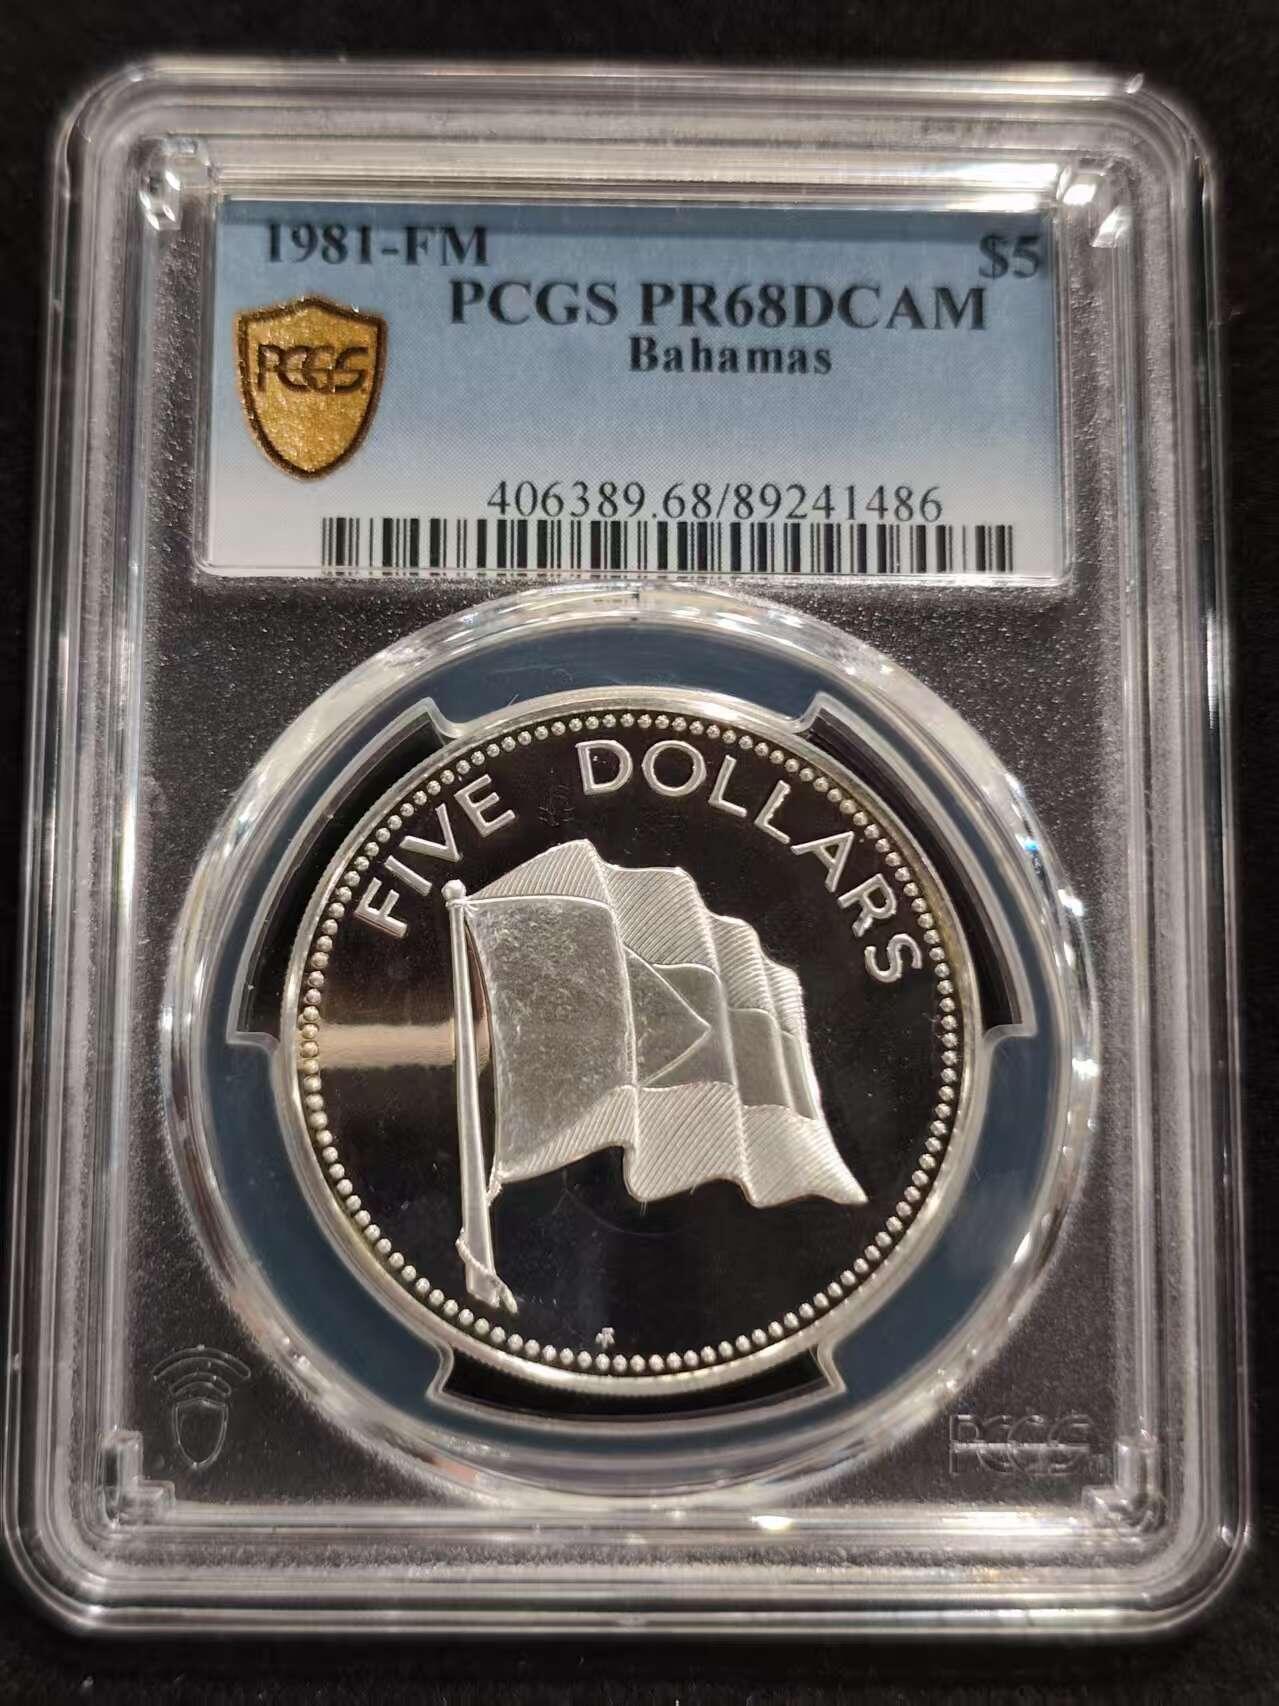 1981-FM
$5
PCGS PR68DCAM
Bahamas
PCGS
406389.68/89241486
FIVE DOLLARS
PCGS